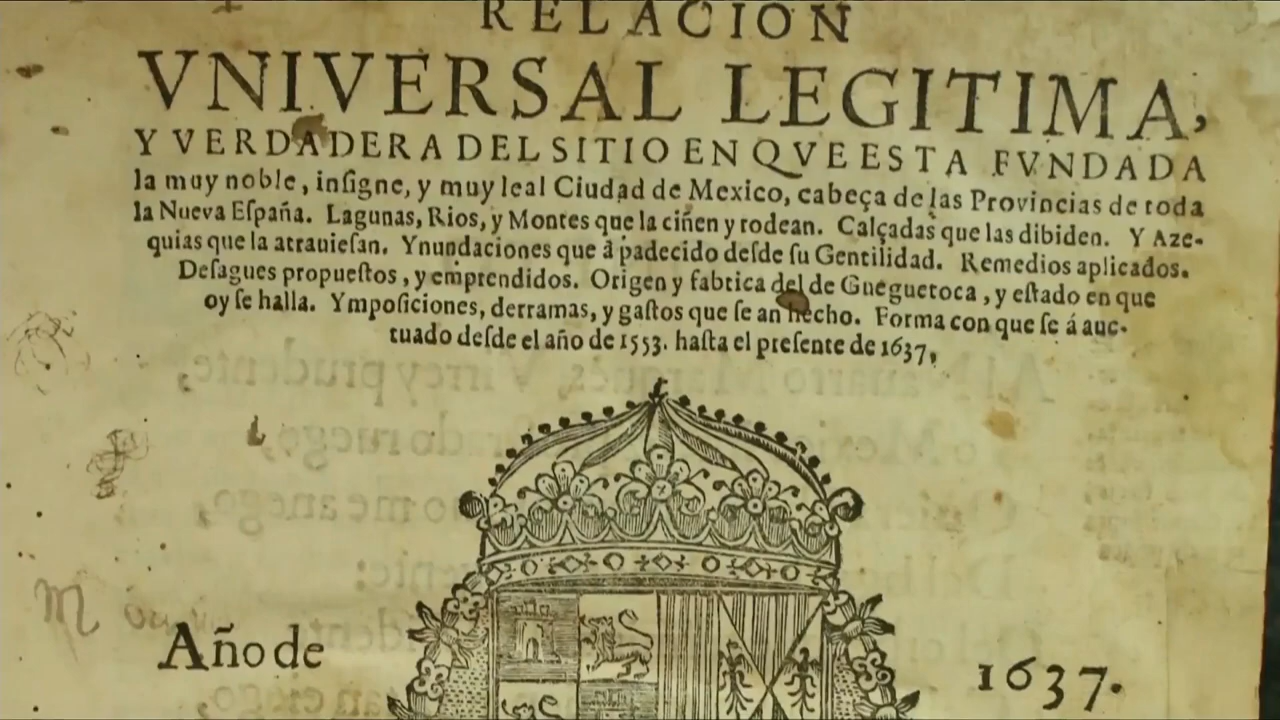 RELACION
VNIVERSAL LEGITIMA,
Y VERDADERA DEL SITIO EN QVE ESTA FVNDADA
la muy noble, inſigne, y muy leal Ciudad de Mexico, cabeça de las Provincias de toda
la Nueva Eſpaña. Lagunas, Rios, y Montes que la ciñen y rodean. Calçadas que las dibiden. Y Aze-
quias que la atrauieſan. Ynundaciones que à padecido deſde ſu Gentilidad. Remedios aplicados.
Deſagues propueſtos, y emprendidos. Origen y fabrica del de Gueguetoca, y eſtado en que
oy ſe halla. Ympoſiciones, derramas, y gaſtos que ſe an hecho. Forma con que ſe á auc-
tuado deſde el año de 1553. haſta el preſente de 1637,
Año de 1637.